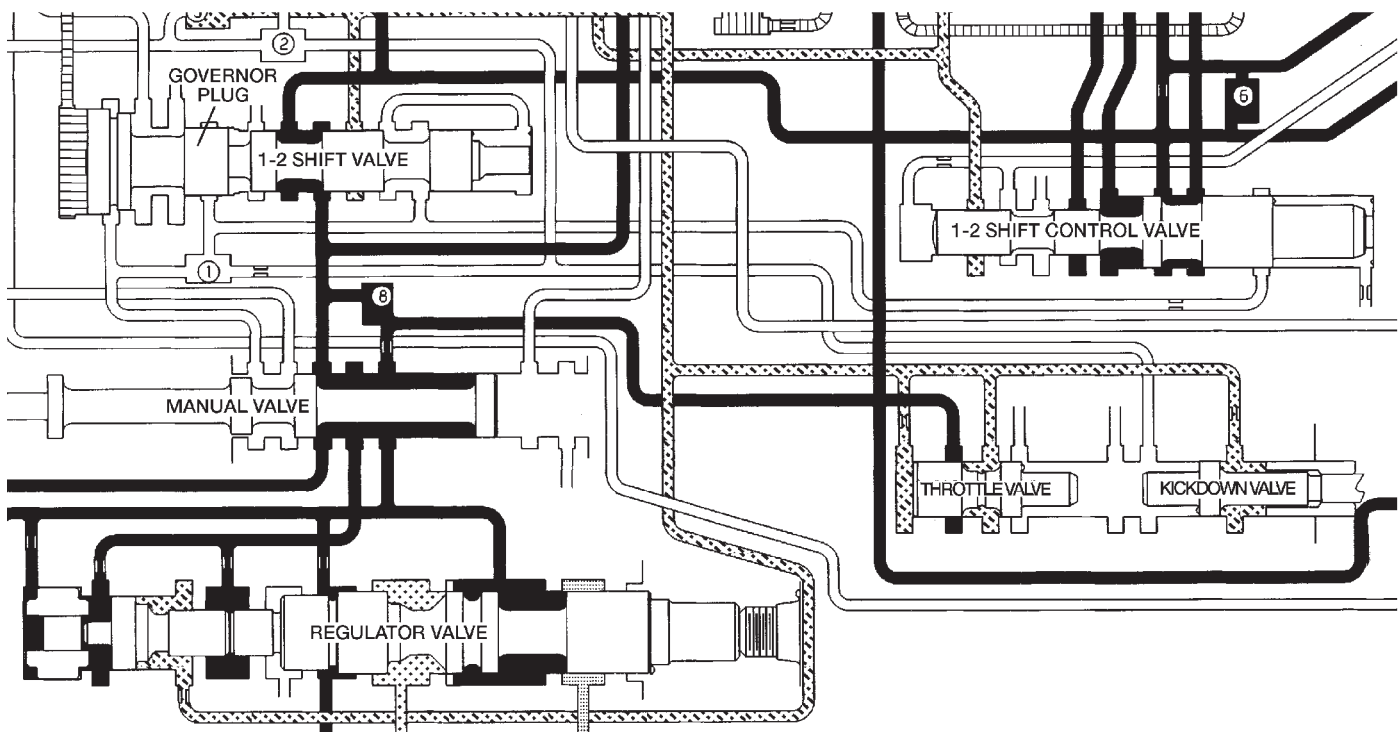 2
GOVERNOR
PLUG
6
1-2 SHIFT VALVE
1-2 SHIFT CONTROL VALVE
1
8
MANUAL VALVE
THROTTLE VALVE
KICKDOWN VALVE
REGULATOR VALVE